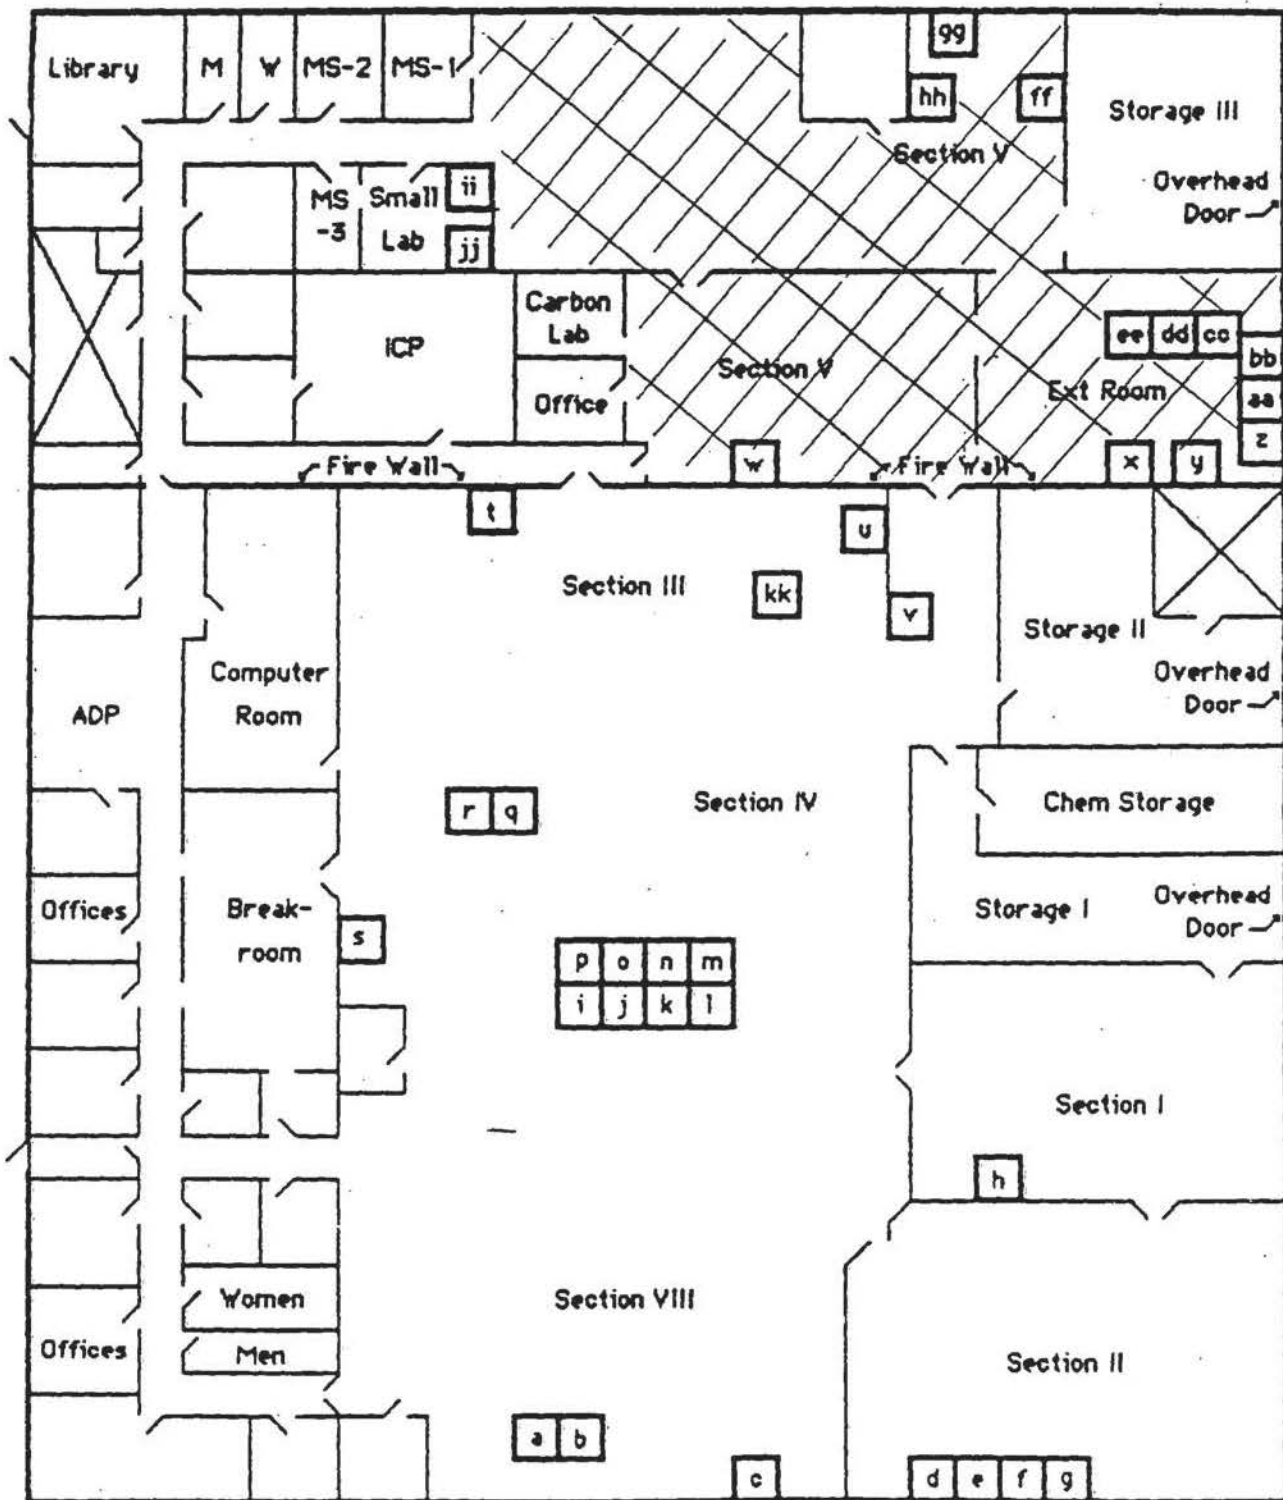 gg
Library M W MS-2 MS-1
hh ff
Storage III
Section V
MS
-3
Small
Lab
ii
jj
Overhead
Door
Carbon
Lab
ICP
ee dd cc
bb
Section V
Ext Room
aa
Office
z
Fire Wall
w
Fire Wall
x y
t
u
Section III
kk
v
Storage II
Computer
Room
Overhead
Door
ADP
r q
Section IV
Chem Storage
Offices
Break-
room
s
Storage I
Overhead
Door
p o n m
i j k l
Section I
h
Women
Section VIII
Offices
Men
Section II
a b
c
d e f g